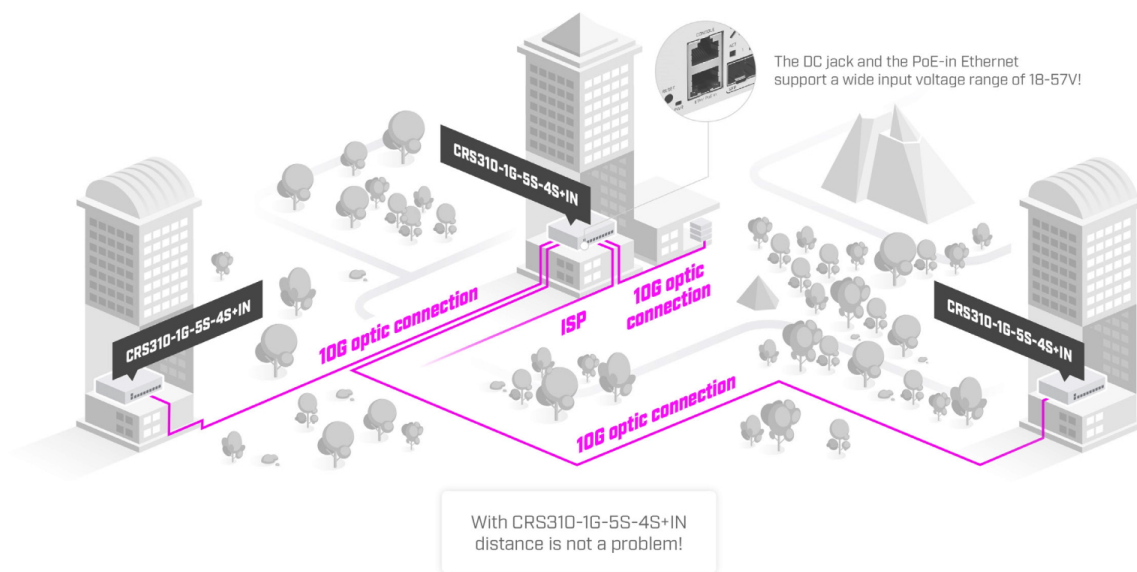 The DC jack and the PoE-in Ethernet
support a wide input voltage range of 18-57V!
CONSOLE
RESET
CRS310-1G-5S-4S+IN
CRS310-1G-5S-4S+IN
CRS310-1G-5S-4S+IN
10G optic connection
ISP
10G optic
connection
10G optic connection
With CRS310-1G-5S-4S+IN
distance is not a problem!